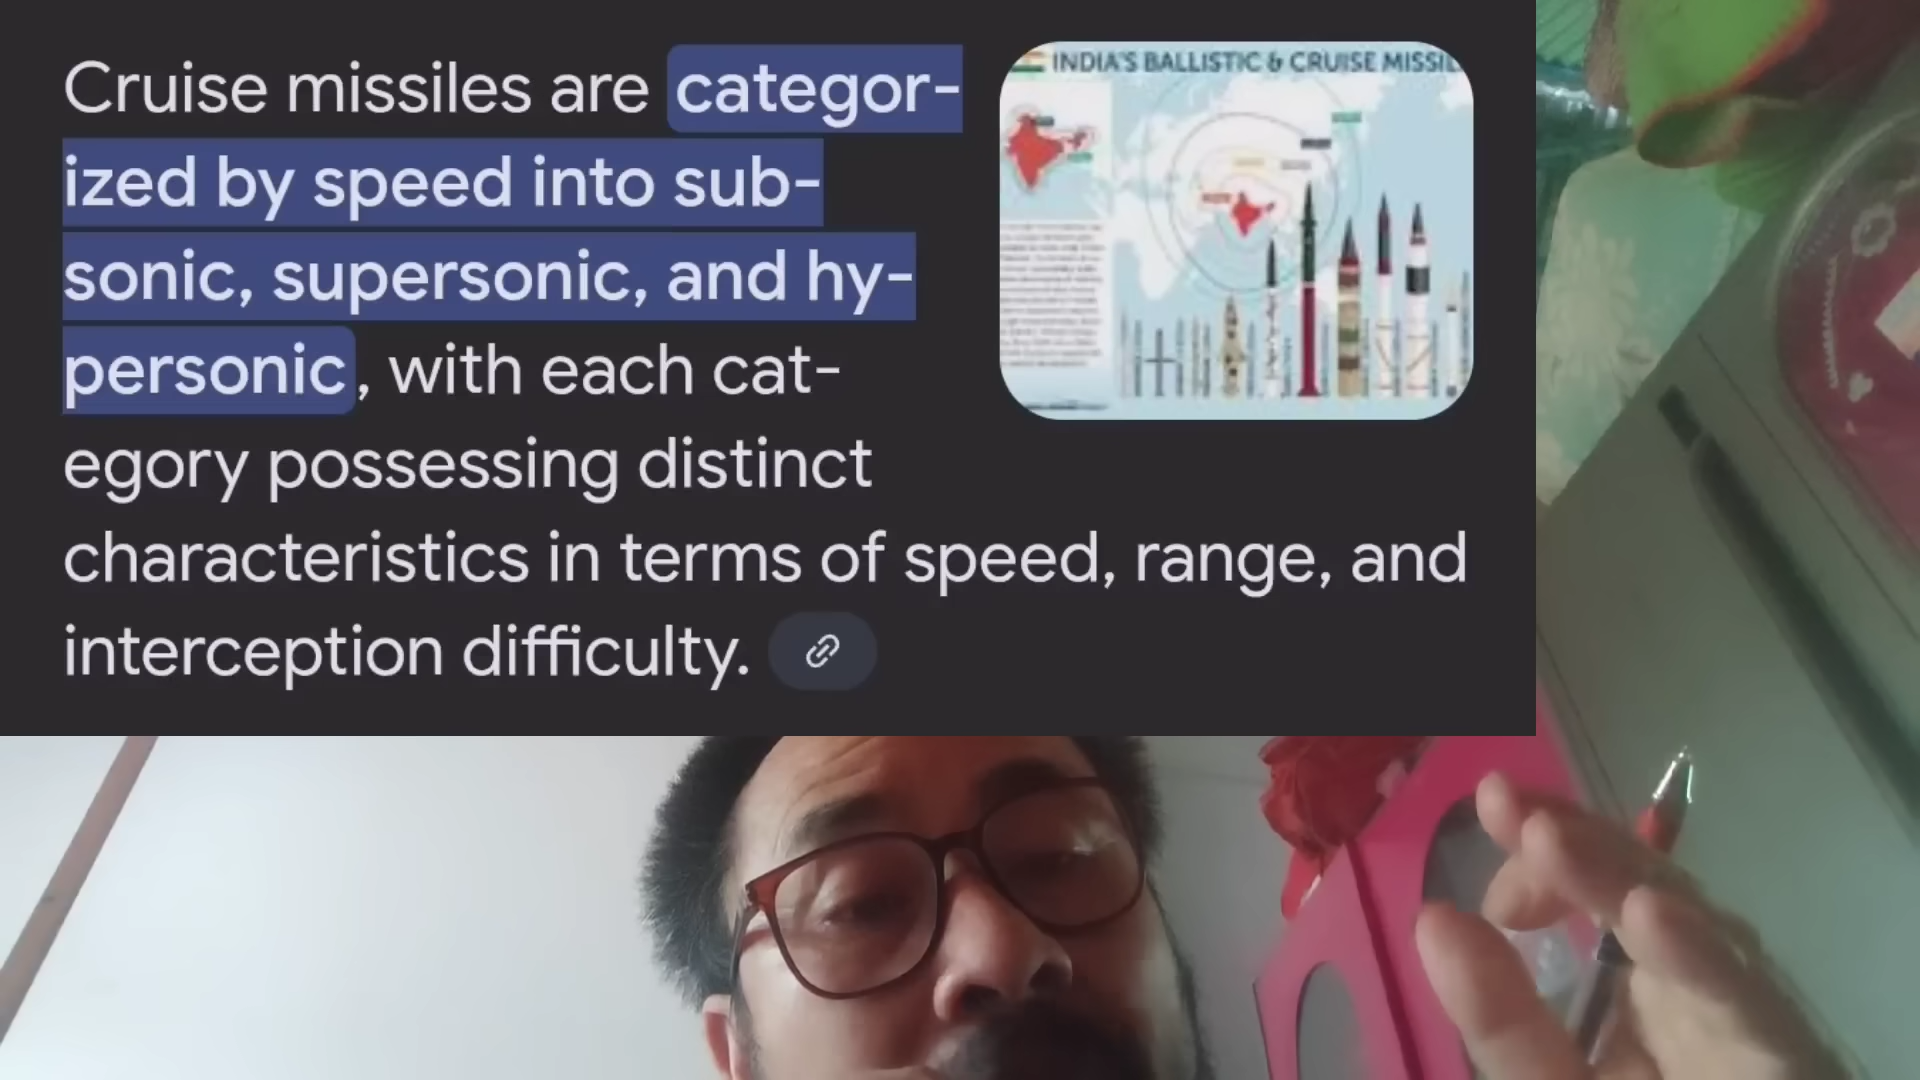 Cruise missiles are categor-
ized by speed into sub-
sonic, supersonic, and hy-
personic, with each cat-
egory possessing distinct
characteristics in terms of speed, range, and
interception difficulty.
INDIA'S BALLISTIC & CRUISE MISSIL